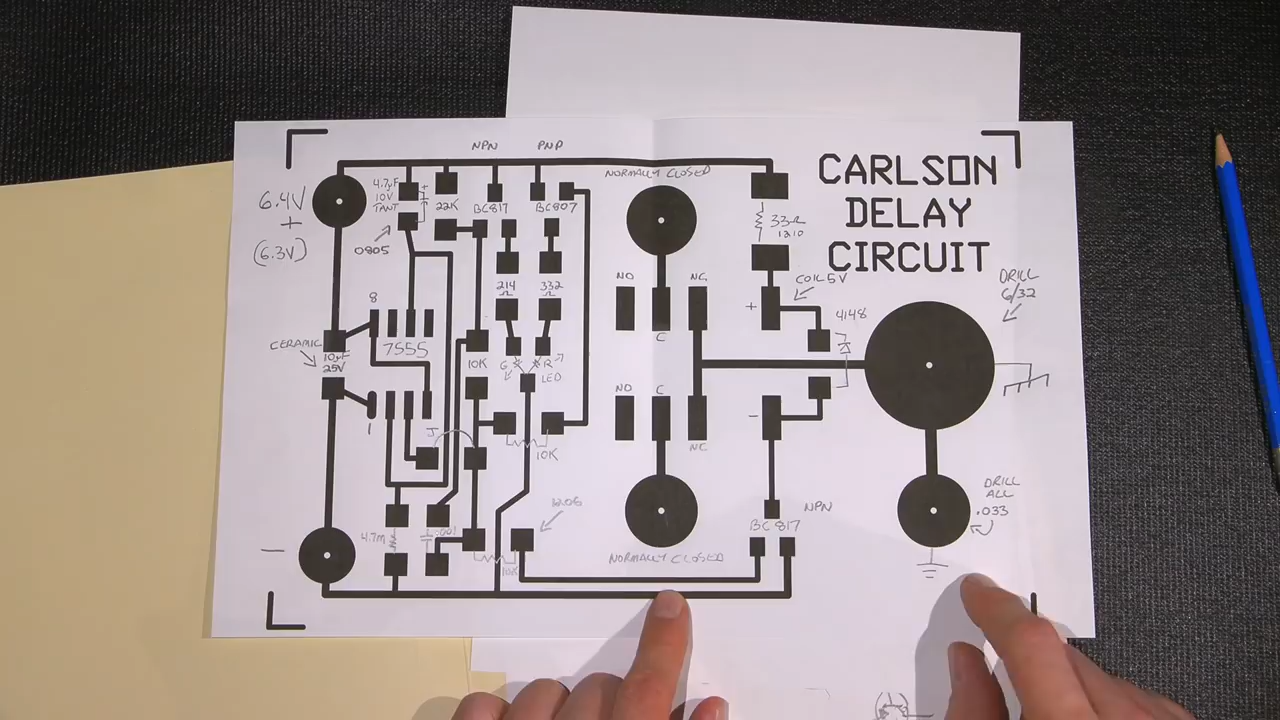 CARLSON
DELAY
CIRCUIT
NPN
PNP
NORMALLY CLOSED
6.4V
+
(6.3V)
4.7µF
10V
TANT
+
22K
BC817
BC807
0805
33Ω
1210
COIL 5V
DRILL
6/32
NO
NC
C
+
4148
214
Ω
332
Ω
8
7555
CERAMIC
10µF
25V
10K
G
R
LED
NO
C
NC
-
1
J
10K
1206
4.7M
.0001
10K
NPN
BC 817
DRILL
ALL
.033
-
NORMALLY CLOSED